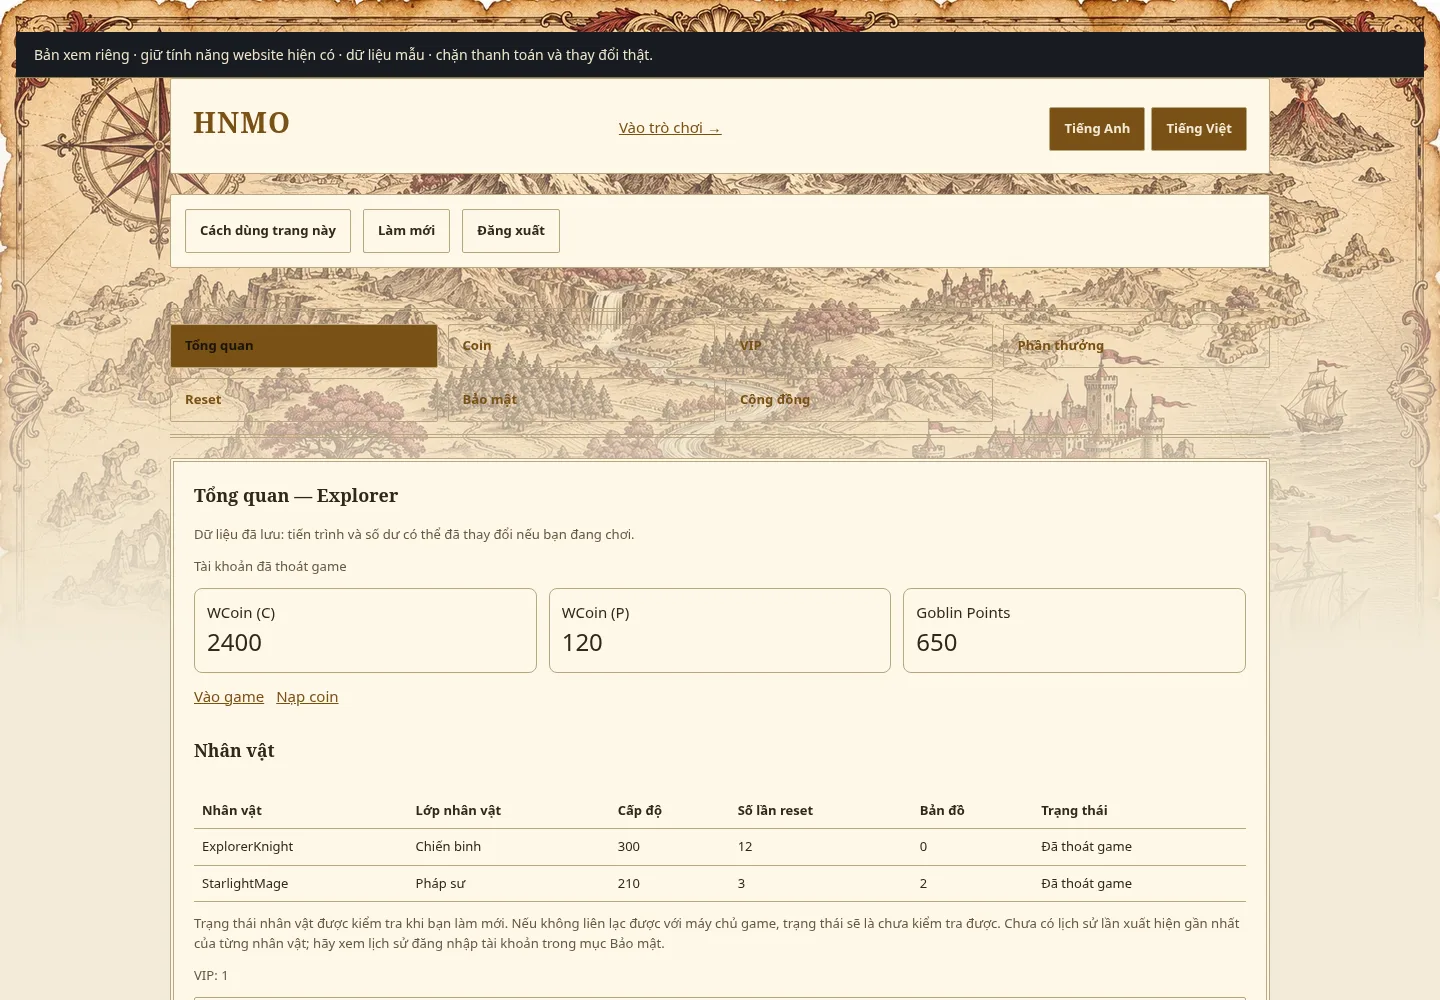 Bản xem riêng · giữ tính năng website hiện có · dữ liệu mẫu · chặn thanh toán và thay đổi thật.
HNMO
Vào trò chơi →
Tiếng Anh
Tiếng Việt
Cách dùng trang này
Làm mới
Đăng xuất
Tổng quan
Coin
VIP
Phần thưởng
Reset
Bảo mật
Cộng đồng
Tổng quan — Explorer
Dữ liệu đã lưu: tiến trình và số dư có thể đã thay đổi nếu bạn đang chơi.
Tài khoản đã thoát game
WCoin (C)
2400
WCoin (P)
120
Goblin Points
650
Vào game Nạp coin
Nhân vật
Nhân vật Lớp nhân vật Cấp độ Số lần reset Bản đồ Trạng thái
ExplorerKnight Chiến binh 300 12 0 Đã thoát game
StarlightMage Pháp sư 210 3 2 Đã thoát game
Trạng thái nhân vật được kiểm tra khi bạn làm mới. Nếu không liên lạc được với máy chủ game, trạng thái sẽ là chưa kiểm tra được. Chưa có lịch sử lần xuất hiện gần nhất
của từng nhân vật; hãy xem lịch sử đăng nhập tài khoản trong mục Bảo mật.
VIP: 1